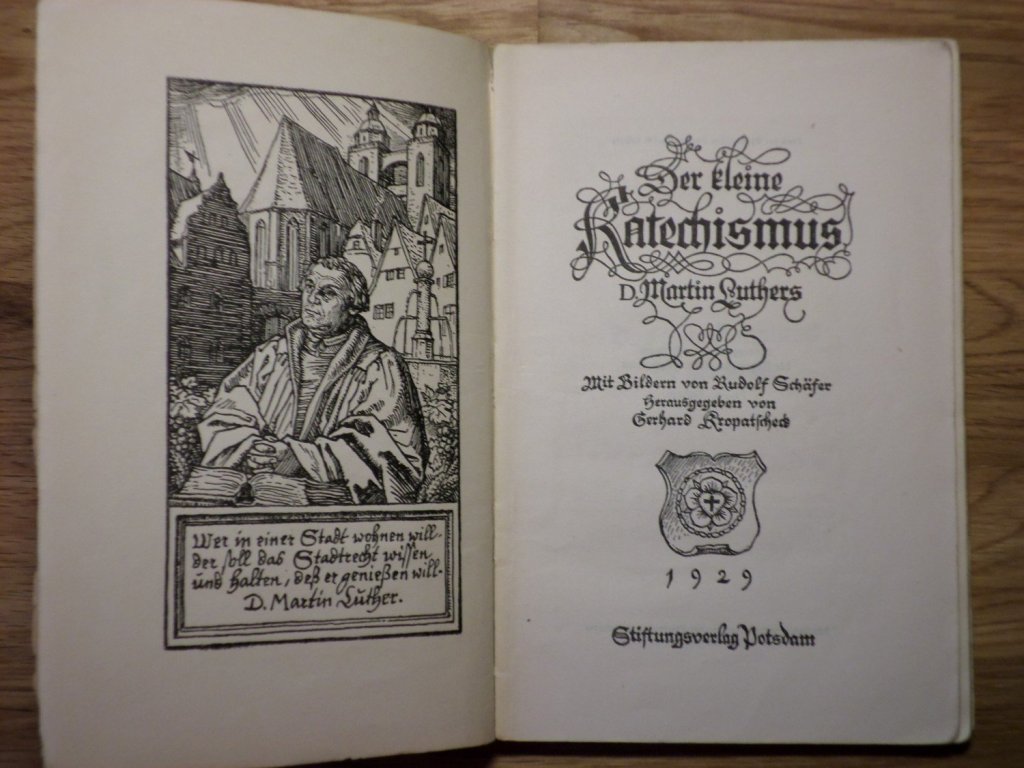 Wer in einer Stadt wohnen will,
der soll das Stadtrecht wissen
und halten, deß er genießen will.
D. Martin Luther.
Der kleine
Katechismus
D. Martin Luthers
Mit Bildern von Rudolf Schäfer
Herausgegeben von
Gerhard Kropatscheck
1929
Stiftungsverlag Potsdam